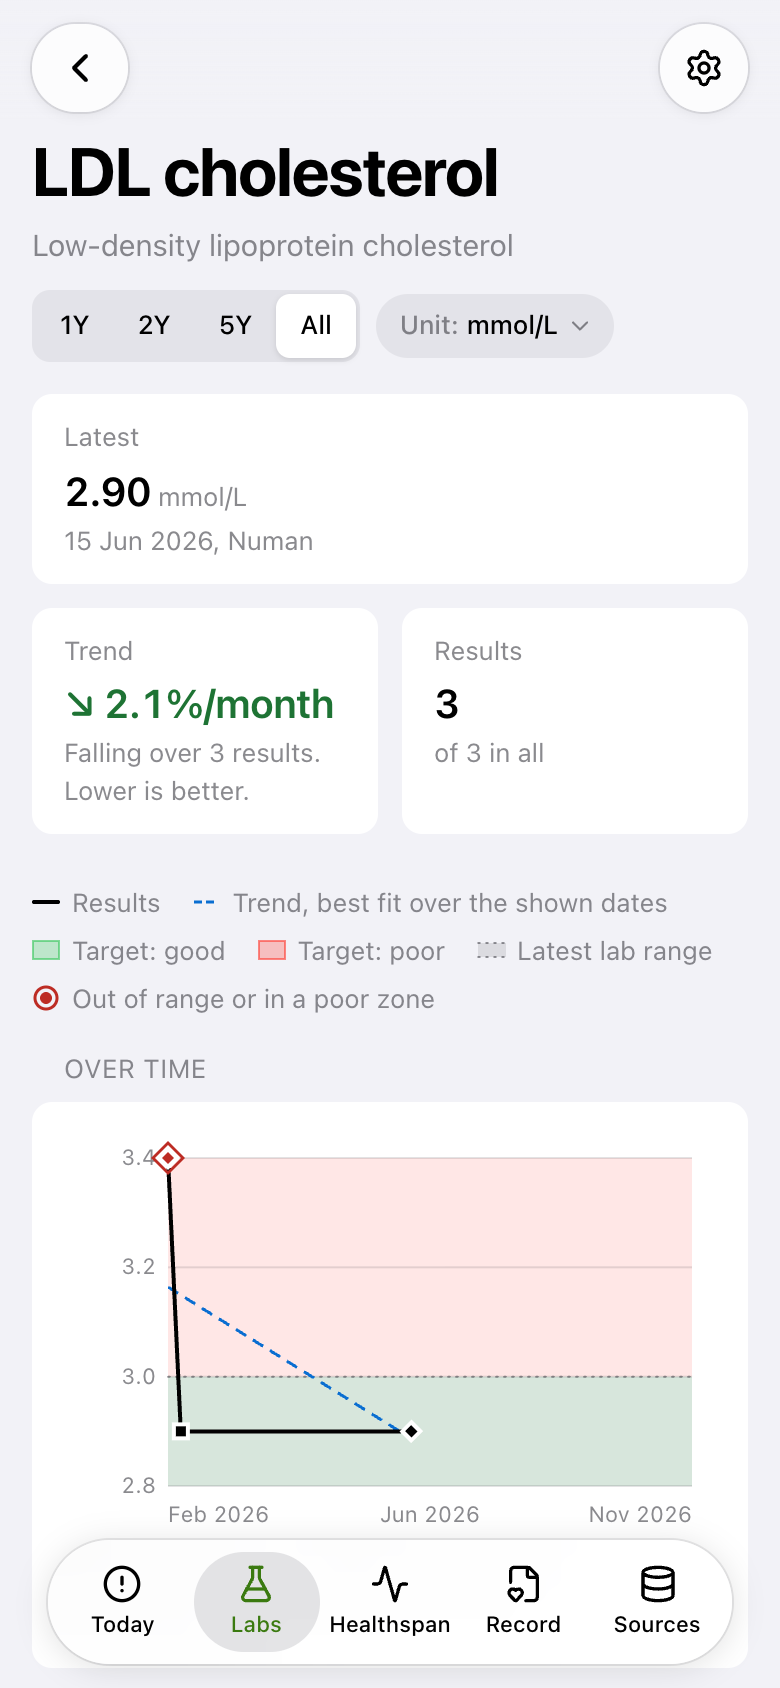 LDL cholesterol
Low-density lipoprotein cholesterol
1Y 2Y 5Y All Unit: mmol/L
Latest
2.90 mmol/L
15 Jun 2026, Numan
Trend
↘ 2.1%/month
Falling over 3 results.
Lower is better.
Results
3
of 3 in all
Results Trend, best fit over the shown dates
Target: good Target: poor Latest lab range
Out of range or in a poor zone
OVER TIME
3.4
3.2
3.0
2.8
Feb 2026 Jun 2026 Nov 2026
Today Labs Healthspan Record Sources